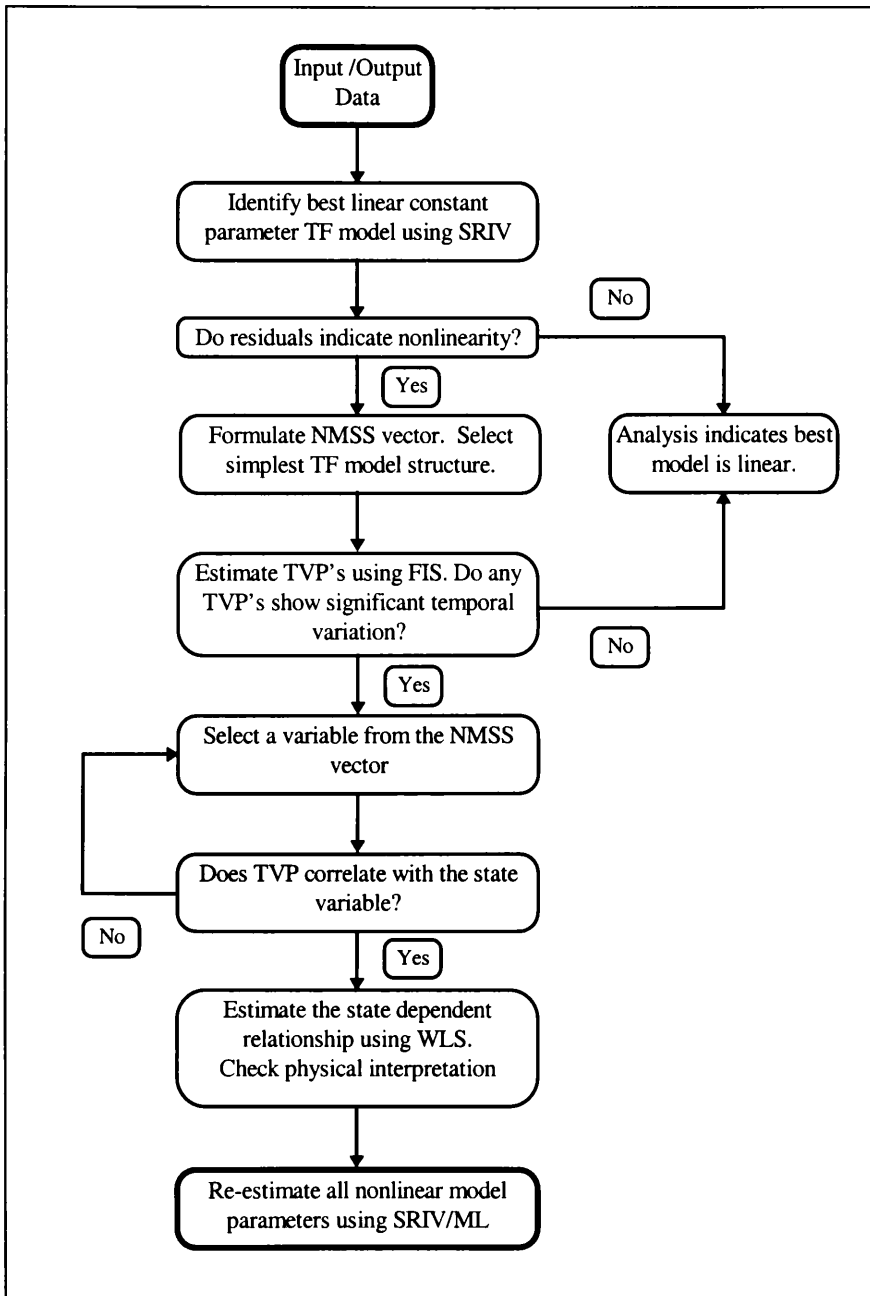 Input /Output
Data
Identify best linear constant
parameter TF model using SRIV
No
Do residuals indicate nonlinearity?
Yes
Formulate NMSS vector. Select
simplest TF model structure.
Analysis indicates best
model is linear.
Estimate TVP's using FIS. Do any
TVP's show significant temporal
variation?
No
Yes
Select a variable from the NMSS
vector
Does TVP correlate with the state
variable?
No
Yes
Estimate the state dependent
relationship using WLS.
Check physical interpretation
Re-estimate all nonlinear model
parameters using SRIV/ML